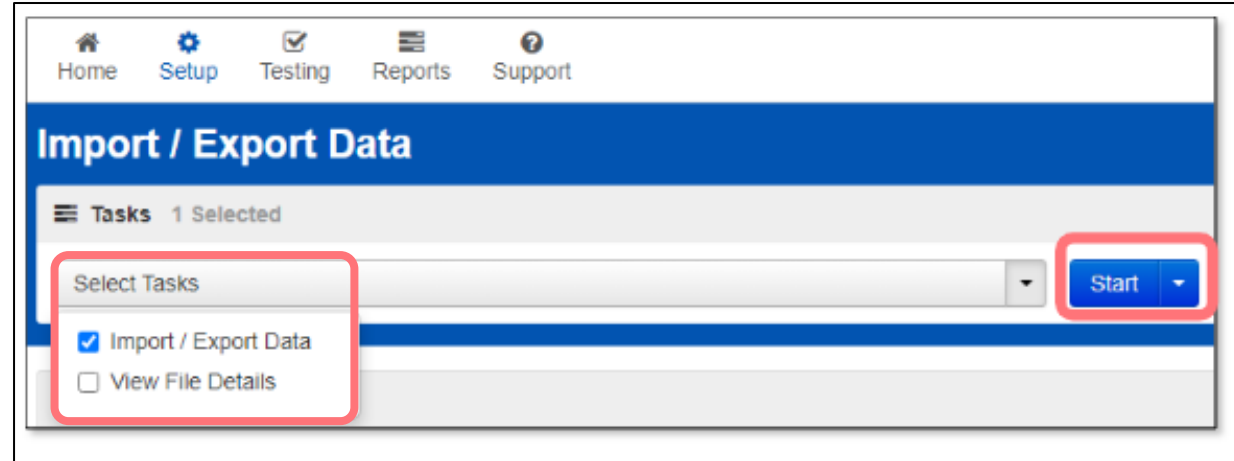 Home Setup Testing Reports Support
Import / Export Data
Tasks 1 Selected
Select Tasks
Start
Import / Export Data
View File Details